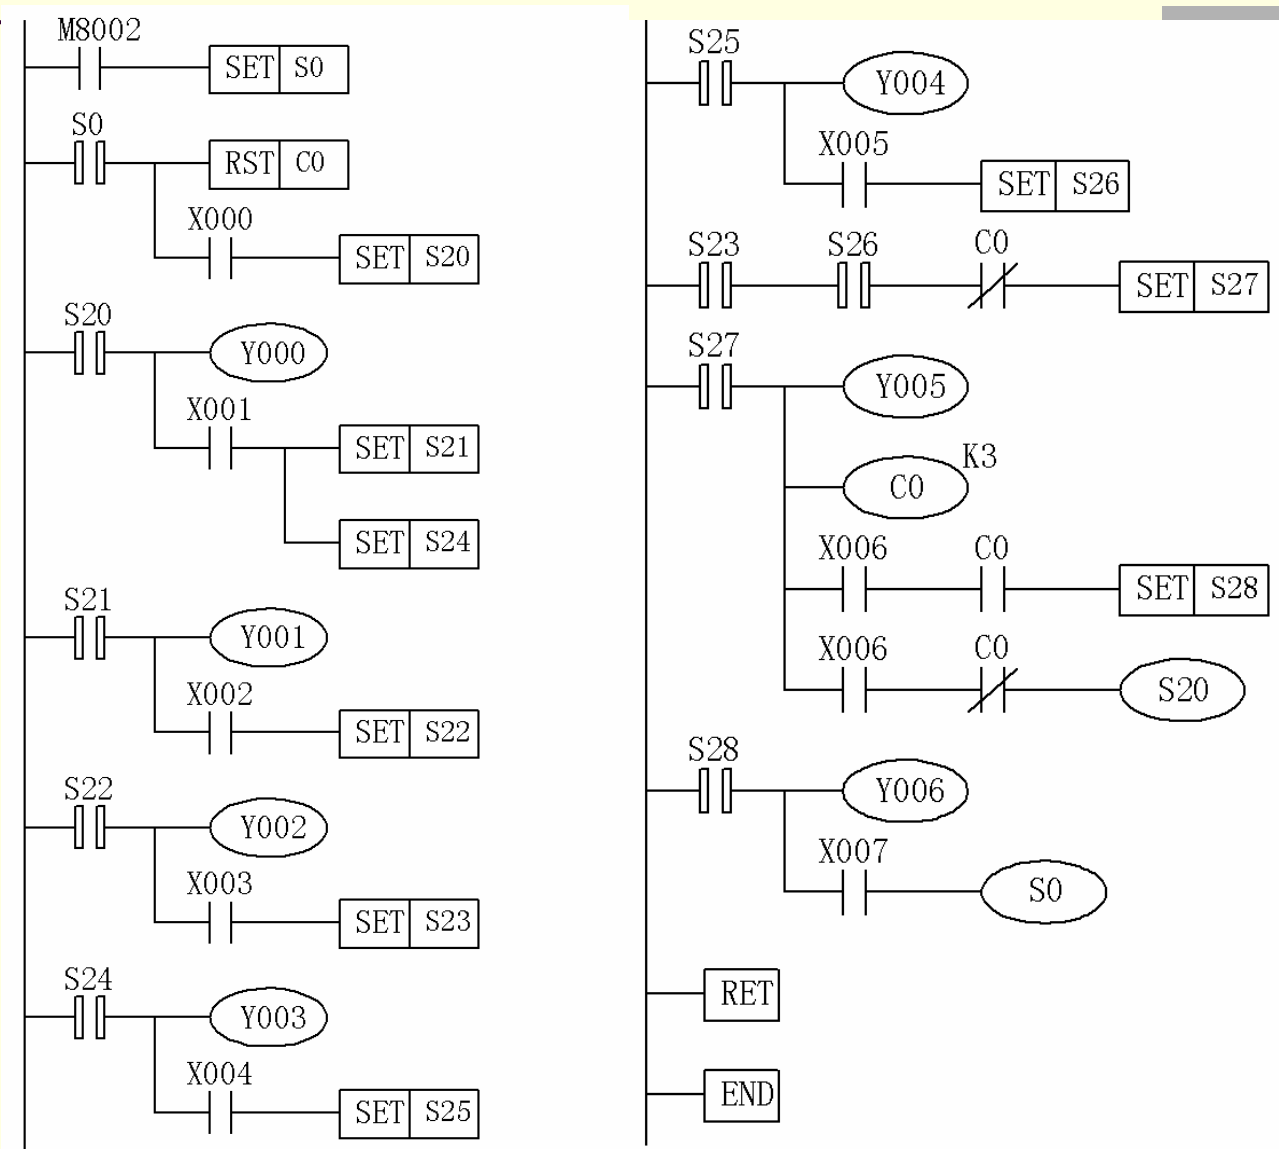 M8002
SET S0
S0
RST C0
X000
SET S20
S20
Y000
X001
SET S21
SET S24
S21
Y001
X002
SET S22
S22
Y002
X003
SET S23
S24
Y003
X004
SET S25
S25
Y004
X005
SET S26
S23 S26 C0
SET S27
S27
Y005
K3
C0
X006 C0
SET S28
X006 C0
S20
S28
Y006
X007
S0
RET
END